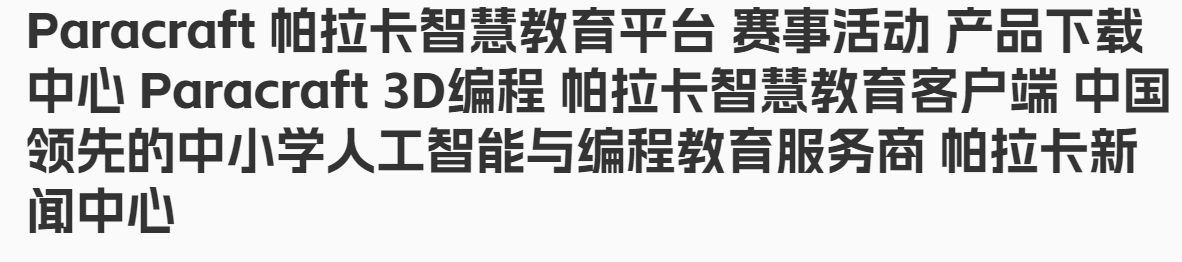 Paracraft 帕拉卡智慧教育平台 赛事活动 产品下载
中心 Paracraft 3D编程 帕拉卡智慧教育客户端 中国
领先的中小学人工智能与编程教育服务商 帕拉卡新
闻中心